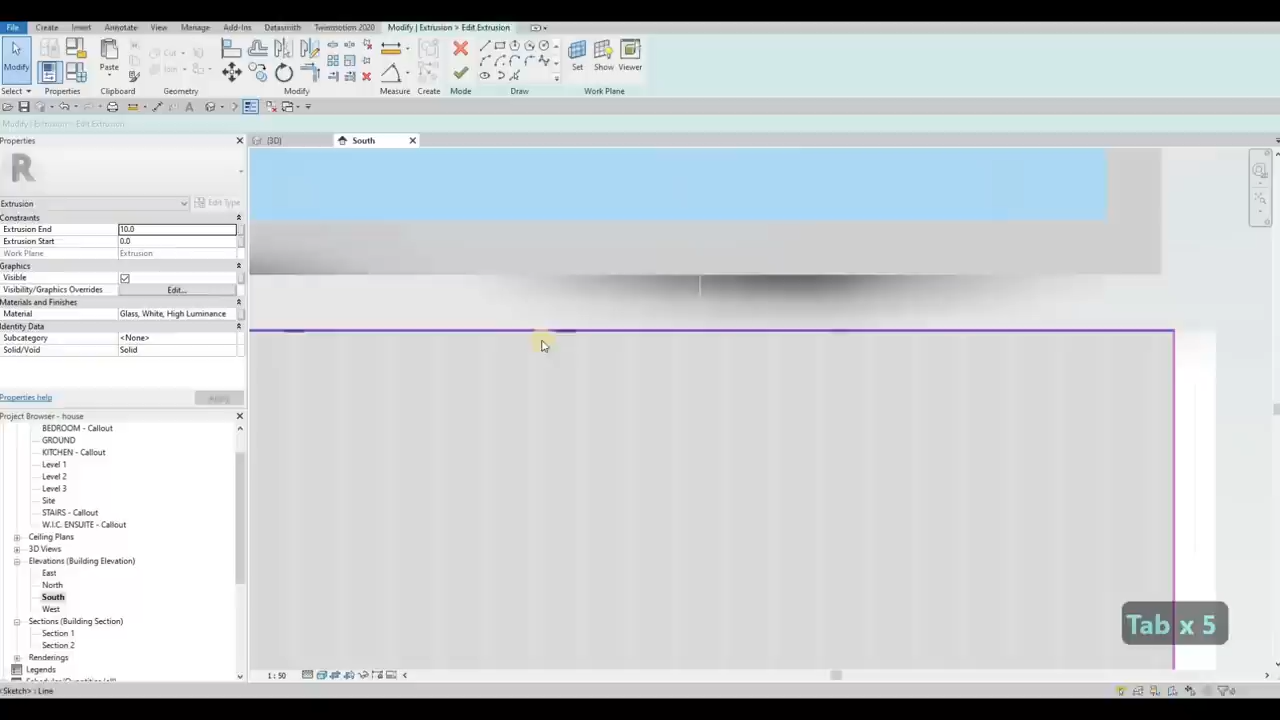 File Create Insert Annotate View Manage Add-Ins Datasmith Twinmotion 2020 Modify | Extrusion > Edit Extrusion
Modify Paste Cut Join Set Show Viewer
Select Properties Clipboard Geometry Modify Measure Create Mode Draw Work Plane
Modify | Extrusion > Edit Extrusion
Properties
(3D)
South
R
Extrusion
Edit Type
Constraints
Extrusion End 10.0
Extrusion Start 0.0
Work Plane Extrusion
Graphics
Visible
Visibility/Graphics Overrides Edit...
Materials and Finishes
Material Glass, White, High Luminance
Identity Data
Subcategory <None>
Solid/Void Solid
Properties help
Apply
Project Browser - house
BEDROOM - Callout
GROUND
KITCHEN - Callout
Level 1
Level 2
Level 3
Site
STAIRS - Callout
W.I.C. ENSUITE - Callout
Ceiling Plans
3D Views
Elevations (Building Elevation)
East
North
South
West
Sections (Building Section)
Section 1
Section 2
Renderings
Legends
Tab x 5
1 : 50
<Sketch> : Line